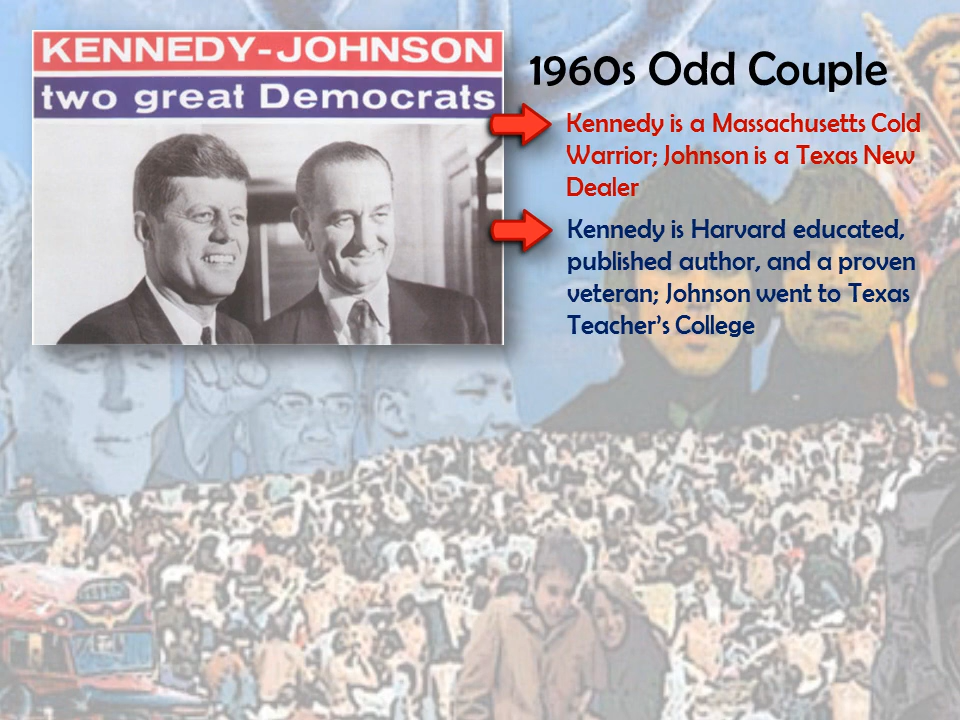 KENNEDY-JOHNSON
two great Democrats
1960s Odd Couple
Kennedy is a Massachusetts Cold
Warrior; Johnson is a Texas New
Dealer
Kennedy is Harvard educated,
published author, and a proven
veteran; Johnson went to Texas
Teacher's College